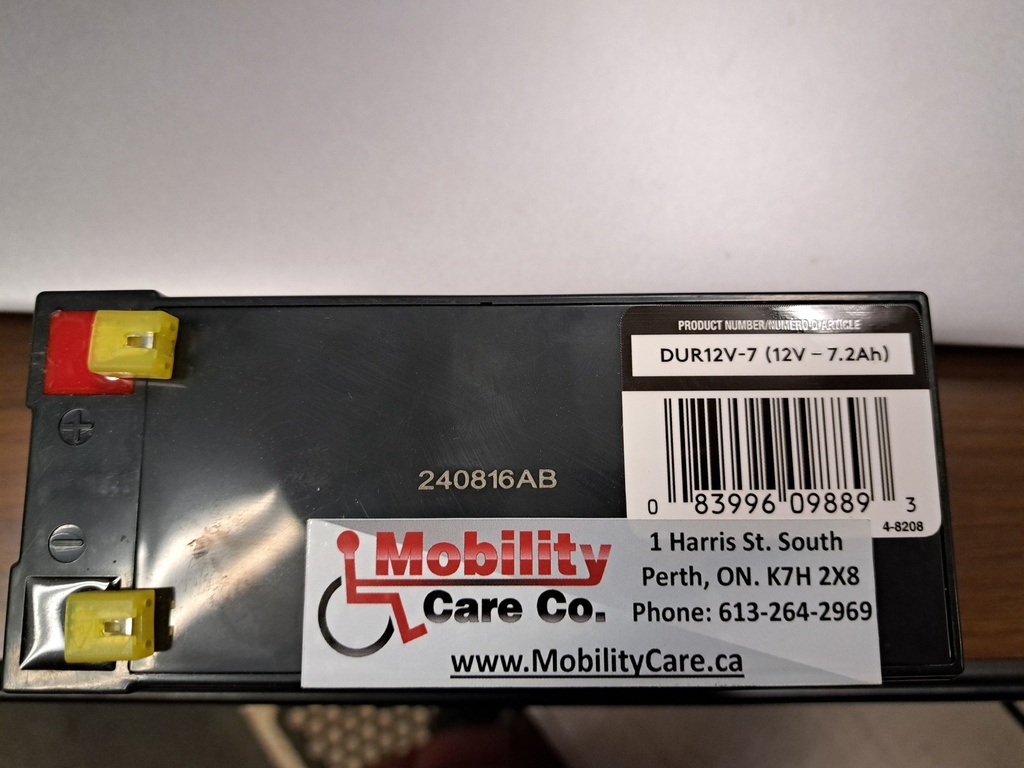 PRODUCT NUMBER/NUMÉRO D'ARTICLE
DUR12V-7 (12V – 7.2Ah)
+
240816AB
0 83996 09889 3
4-8208
−
Mobility
Care Co.
1 Harris St. South
Perth, ON. K7H 2X8
Phone: 613-264-2969
www.MobilityCare.ca